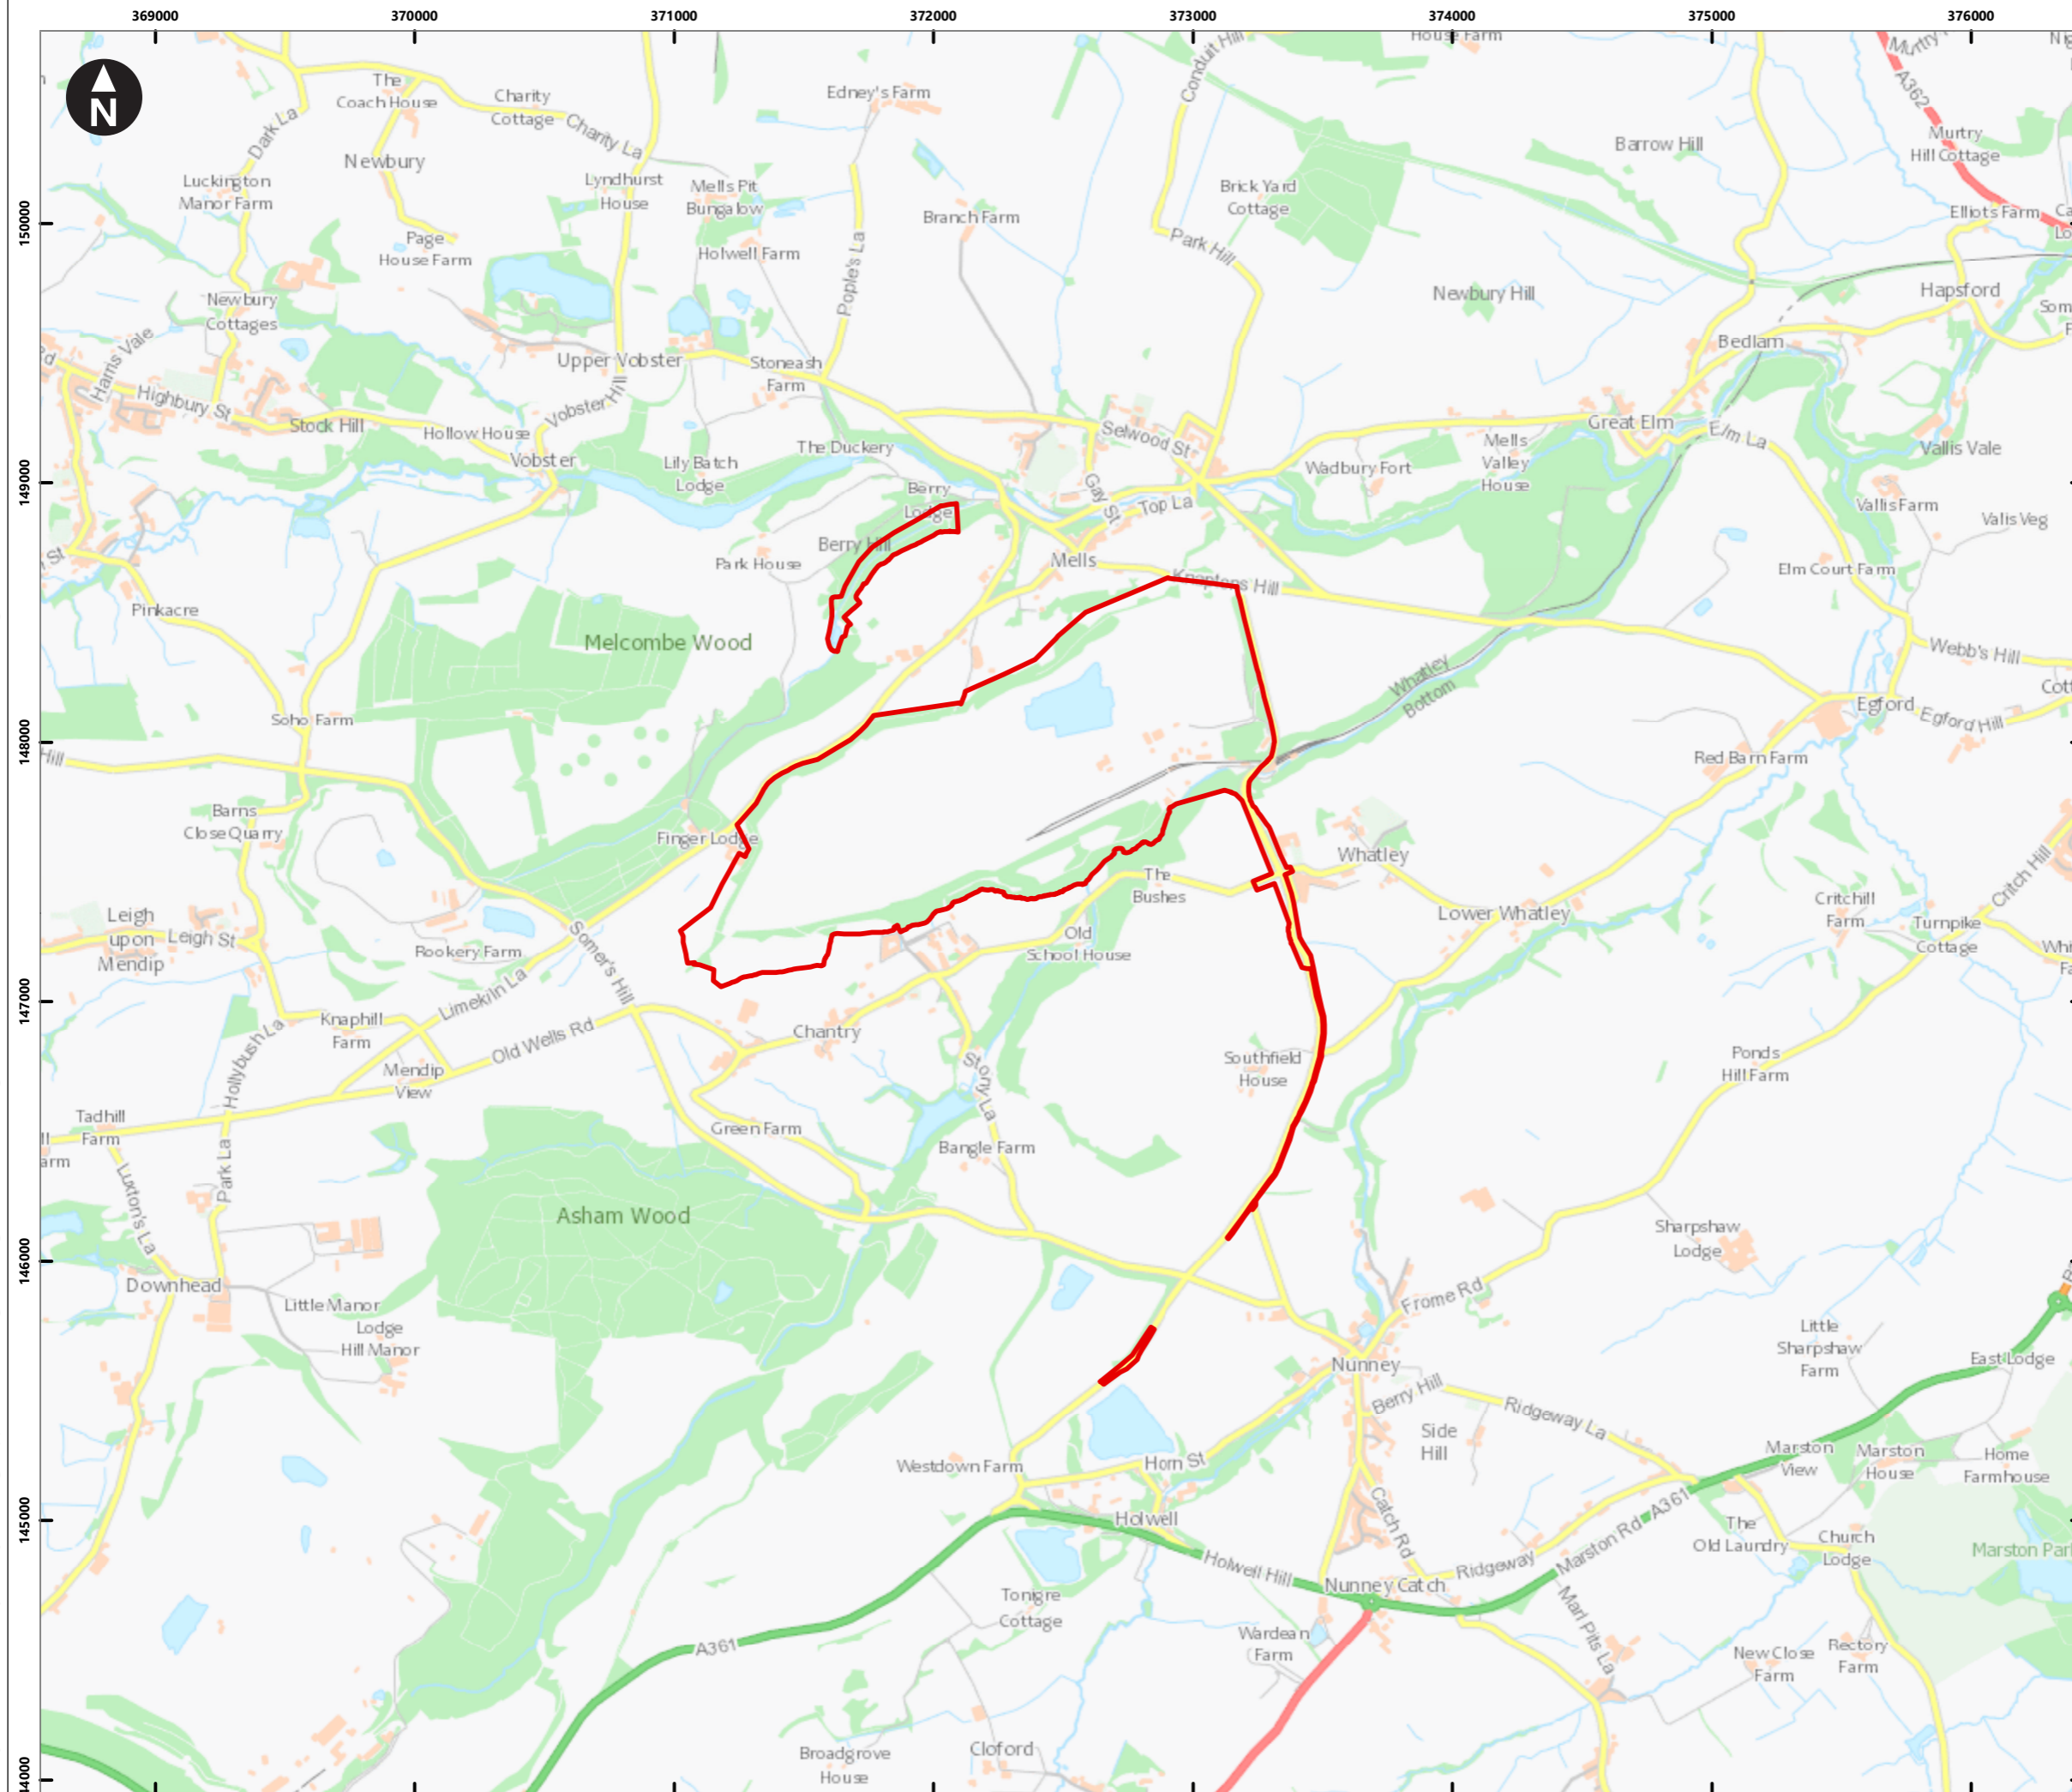 369000 370000 371000 372000 373000 374000 375000 376000
N
150000
149000
148000
147000
146000
145000
The
Coach House
Charity
Cottage
Charity La
Dark La
Newbury
Luckington
Manor Farm
Page
House Farm
Newbury
Cottages
Lyndhurst
House
Mells Pit
Bungalow
Holwell Farm
Edney's Farm
Branch Farm
Pople's La
Conduit Hill
House Farm
Brick Yard
Cottage
Park Hill
Barrow Hill
Newbury Hill
A362
Murtry
Hill Cottage
Elliots Farm
Hapsford
Bedlam
Harris Vale
Highbury St
Stock Hill
Hollow House
Vobster Hill
Vobster
Upper Vobster
Stoneash
Farm
The Duckery
Lily Batch
Lodge
Berry
Lodge
Berry Hill
Park House
Selwood St
Gay St
Top La
Mells
Knaptons Hill
Wadbury Fort
Mells
Valley
House
Great Elm
Elm La
Vallis Vale
Vallis Farm
Valis Veg
Elm Court Farm
Webb's Hill
Egford
Egford Hill
Red Barn Farm
Pinkacre
Melcombe Wood
Soho Farm
Hill
Barns
Close Quarry
Finger Lodge
Whatley
Bottom
Whatley
Lower Whatley
The
Bushes
Old
School House
Critchill
Farm
Critch Hill
Turnpike
Cottage
Leigh
upon
Mendip
Leigh St
Rookery Farm
Somer's Hill
Limekiln La
Old Wells Rd
Knaphill
Farm
Hollybush La
Mendip
View
Tadhill
Farm
Park La
Luxton's La
Chantry
Stony La
Green Farm
Bangle Farm
Southfield
House
Ponds
Hill Farm
Asham Wood
Sharpshaw
Lodge
Downhead
Little Manor
Lodge
Hill Manor
Frome Rd
Nunney
Berry Hill
Side
Hill
Ridgeway La
Little
Sharpshaw
Farm
East Lodge
Marston
View
Marston
House
Home
Farmhouse
Westdown Farm
Horn St
Holwell
Holwell Hill
Catch Rd
Nunney Catch
Ridgeway
Marston Rd
A361
The
Old Laundry
Church
Lodge
Tonigre
Cottage
A361
Wardean
Farm
Marl Pits La
New Close
Farm
Rectory
Farm
Broadgrove
House
Cloford